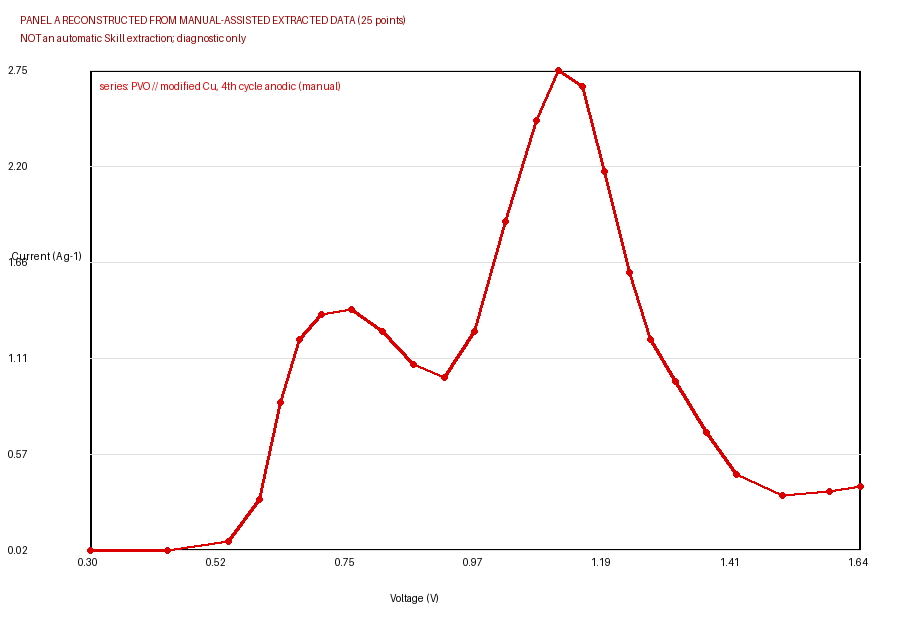 PANEL A RECONSTRUCTED FROM MANUAL-ASSISTED EXTRACTED DATA (25 points)
NOT an automatic Skill extraction; diagnostic only
2.75
series: PVO // modified Cu, 4th cycle anodic (manual)
2.20
Current (Ag-1)
1.66
1.11
0.57
0.02
0.30 0.52 0.75 0.97 1.19 1.41 1.64
Voltage (V)